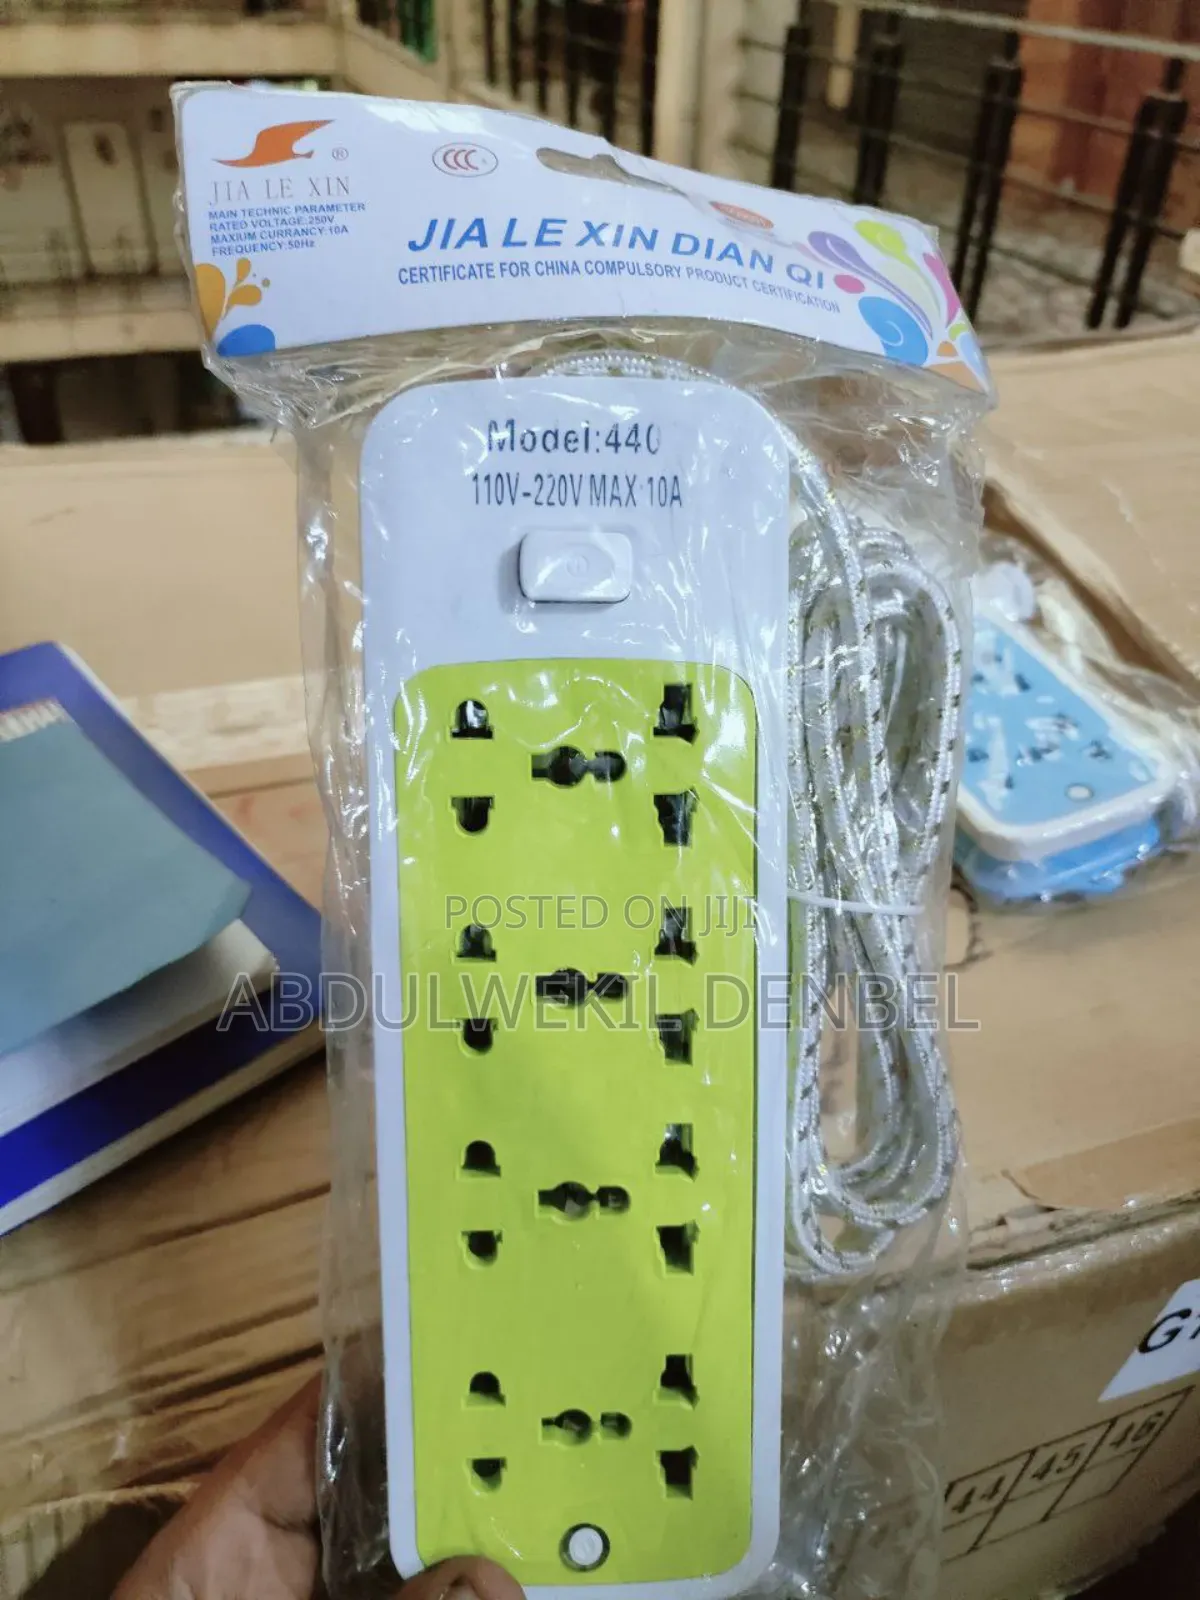 JIA LE XIN
®
MAIN TECHNIC PARAMETER
RATED VOLTAGE:250V
MAXIUM CURRANCY:10A
FREQUENCY:50Hz
CCC
JIA LE XIN DIAN QI
CERTIFICATE FOR CHINA COMPULSORY PRODUCT CERTIFICATION
Model:440
110V-220V MAX 10A
POSTED ON JIJI
ABDULWEKIL DENBEL
44 45 46